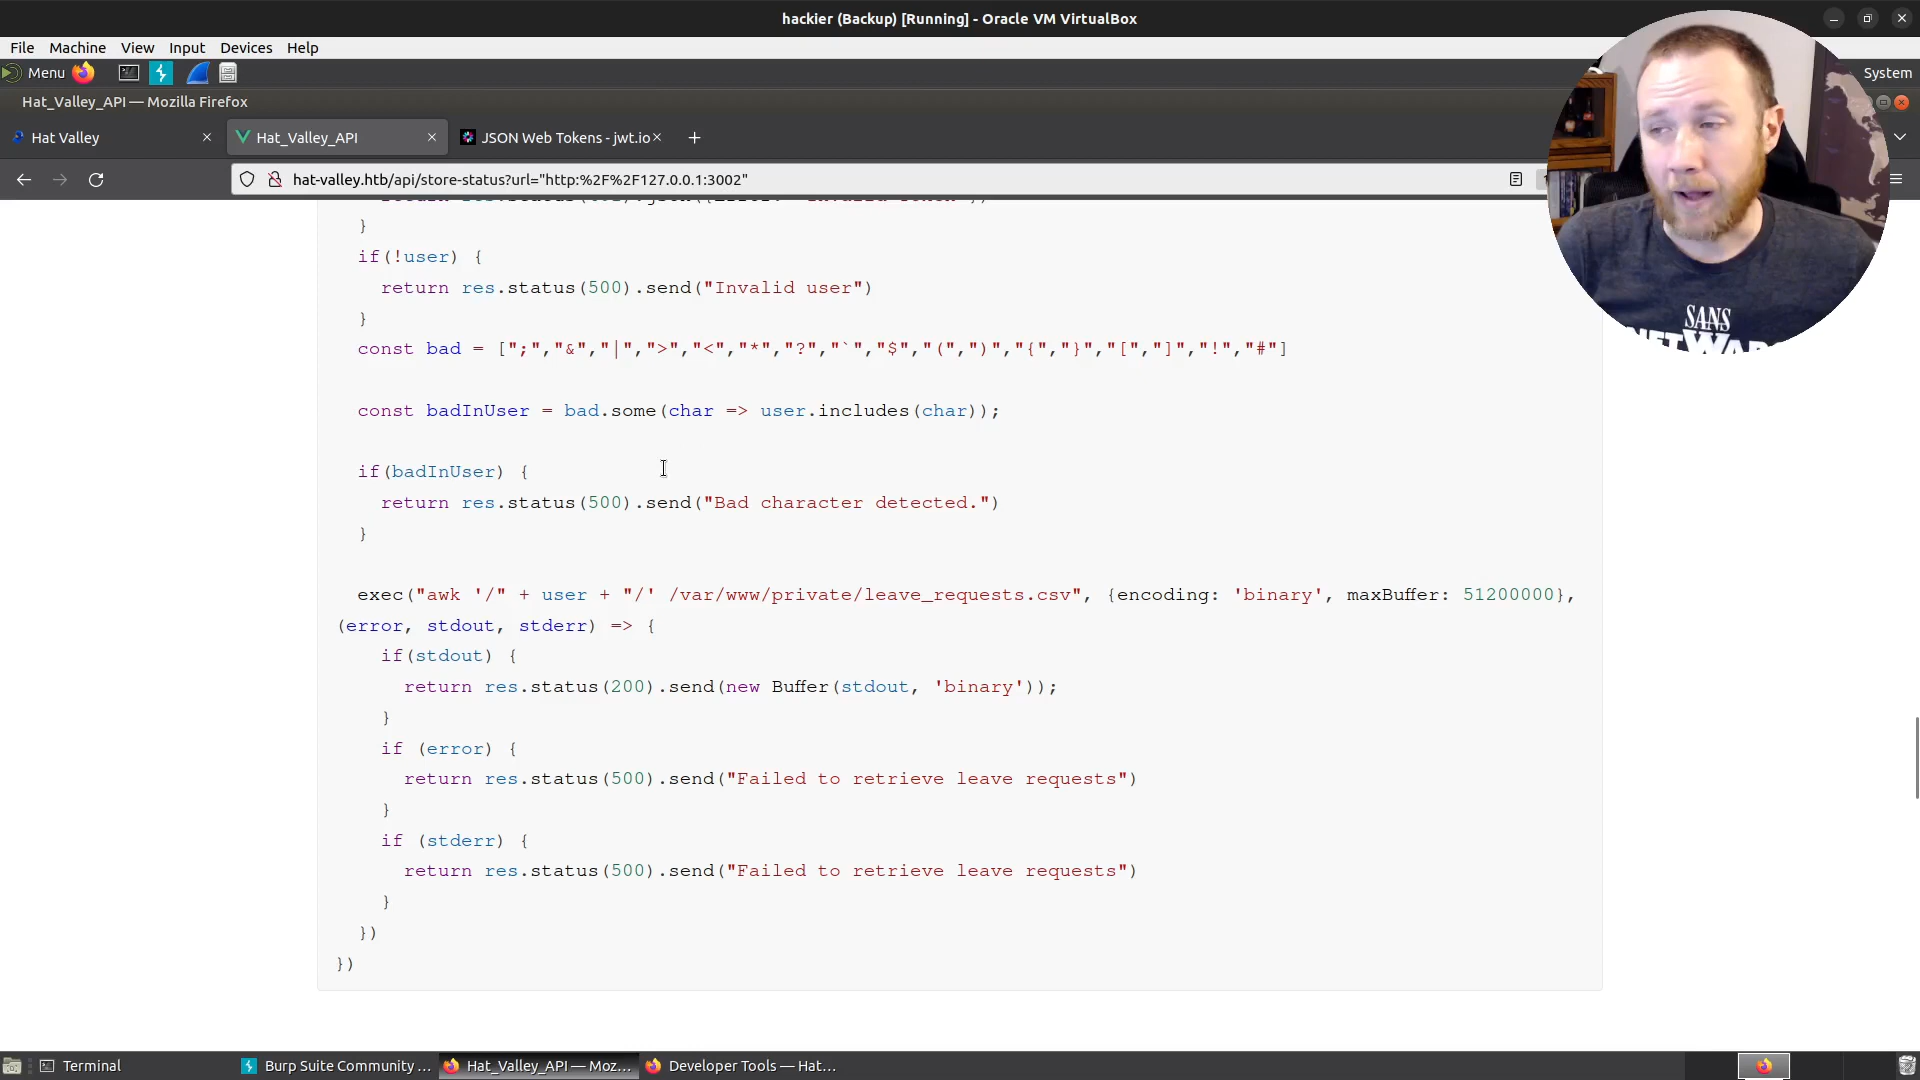 hackier (Backup) [Running] - Oracle VM VirtualBox
File Machine View Input Devices Help
Menu
System
Hat_Valley_API — Mozilla Firefox
Hat Valley
Hat_Valley_API
JSON Web Tokens - jwt.io
hat-valley.htb/api/store-status?url="http:%2F%2F127.0.0.1:3002"
}
if(!user) {
return res.status(500).send("Invalid user")
}
const bad = [";","&","|",">","<","*","?","`","$","(",")","{","}","[","]","!","#"]
const badInUser = bad.some(char => user.includes(char));
if(badInUser) {
return res.status(500).send("Bad character detected.")
}
exec("awk '/" + user + "/' /var/www/private/leave_requests.csv", {encoding: 'binary', maxBuffer: 51200000},
(error, stdout, stderr) => {
if(stdout) {
return res.status(200).send(new Buffer(stdout, 'binary'));
}
if (error) {
return res.status(500).send("Failed to retrieve leave requests")
}
if (stderr) {
return res.status(500).send("Failed to retrieve leave requests")
}
})
})
SANS
Terminal
Burp Suite Community ...
Hat_Valley_API — Moz...
Developer Tools — Hat...